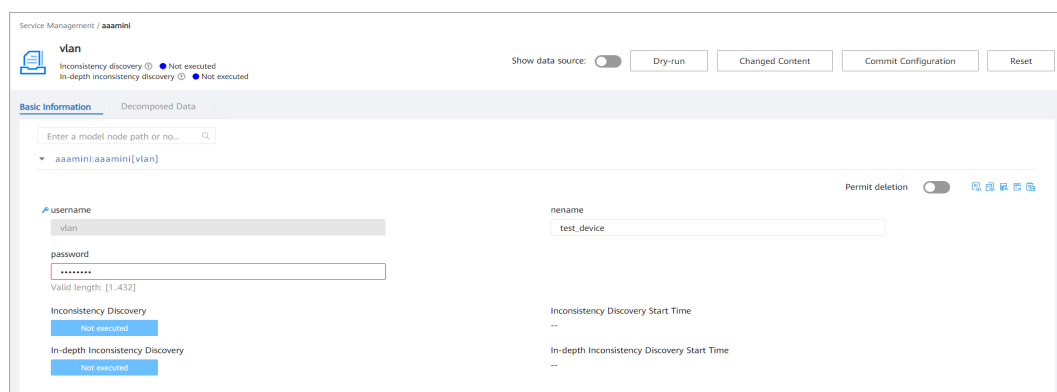 Service Management / aaamini
vlan
Inconsistency discovery ? Not executed
In-depth inconsistency discovery ? Not executed
Show data source:
Dry-run
Changed Content
Commit Configuration
Reset
Basic Information
Decomposed Data
Enter a model node path or no...
aaamini:aaamini[vlan]
Permit deletion
username
nename
vlan
test_device
password
••••••••
Valid length: [1..432]
Inconsistency Discovery
Inconsistency Discovery Start Time
Not executed
--
In-depth Inconsistency Discovery
In-depth Inconsistency Discovery Start Time
Not executed
--